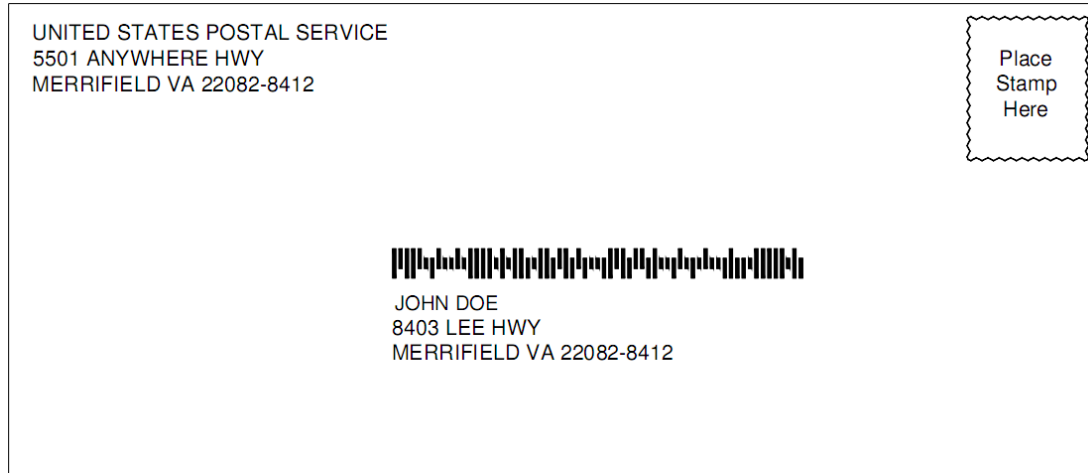 UNITED STATES POSTAL SERVICE
5501 ANYWHERE HWY
MERRIFIELD VA 22082-8412
Place
Stamp
Here
JOHN DOE
8403 LEE HWY
MERRIFIELD VA 22082-8412